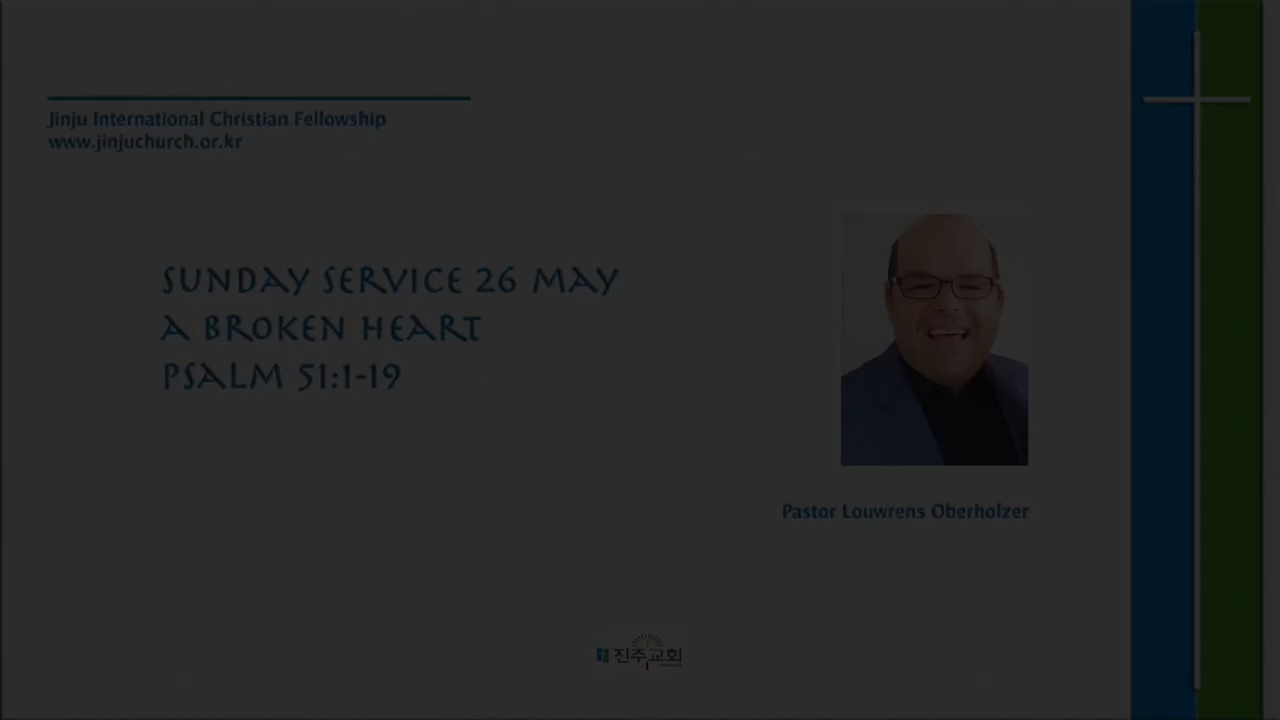 Jinju International Christian Fellowship
www.jinjuchurch.or.kr
SUNDAY SERVICE 26 MAY
A BROKEN HEART
PSALM 51:1-19
Pastor Louwrens Oberholzer
진주교회